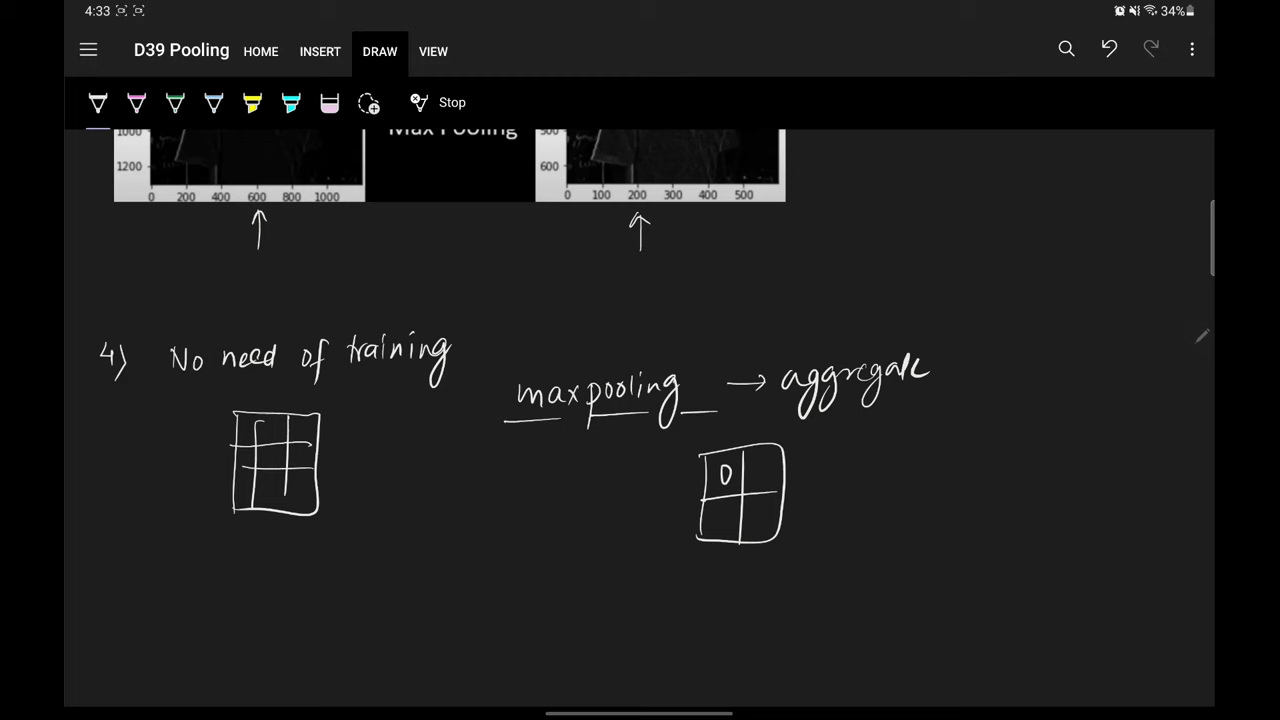 4:33 34%
D39 Pooling HOME INSERT DRAW VIEW
Stop
1000 Max Pooling 500
1200 600
0 200 400 600 800 1000 0 100 200 300 400 500
4) No need of training
maxpooling → aggregate
0